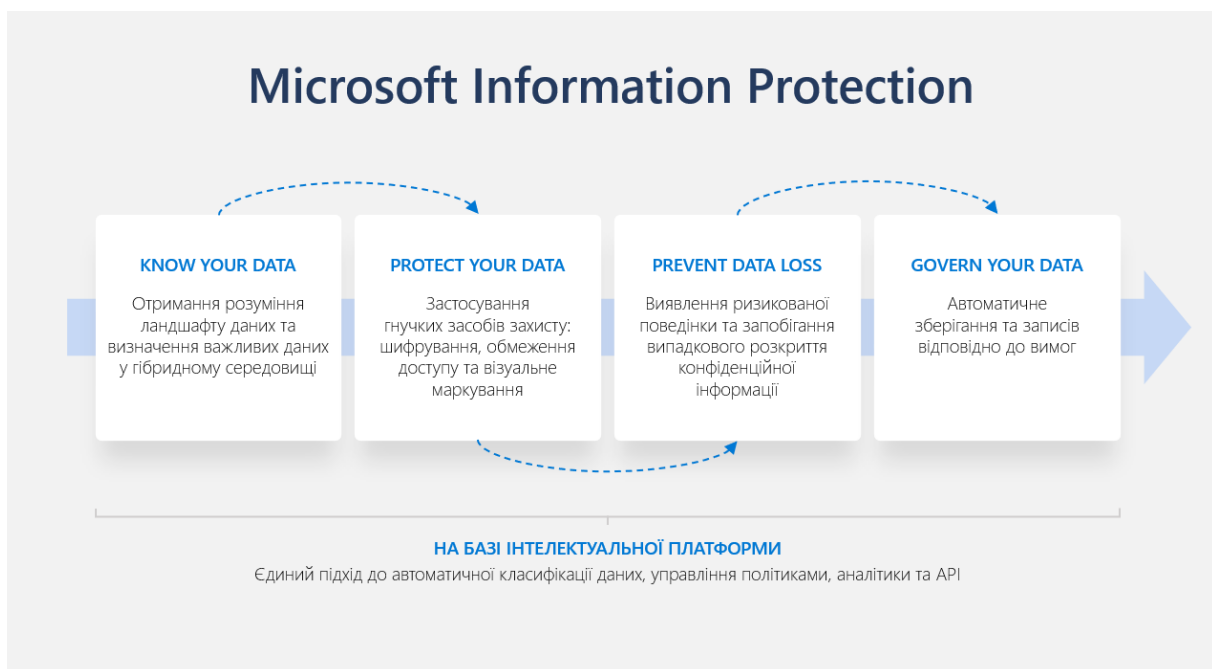 Microsoft Information Protection
KNOW YOUR DATA
Отримання розуміння
ландшафту даних та
визначення важливих даних
у гібридному середовищі
PROTECT YOUR DATA
Застосування
гнучких засобів захисту:
шифрування, обмеження
доступу та візуальне
маркування
PREVENT DATA LOSS
Виявлення ризикованої
поведінки та запобігання
випадкового розкриття
конфіденційної
інформації
GOVERN YOUR DATA
Автоматичне
зберігання та записів
відповідно до вимог
НА БАЗІ ІНТЕЛЕКТУАЛЬНОЇ ПЛАТФОРМИ
Єдиний підхід до автоматичної класифікації даних, управління політиками, аналітики та API